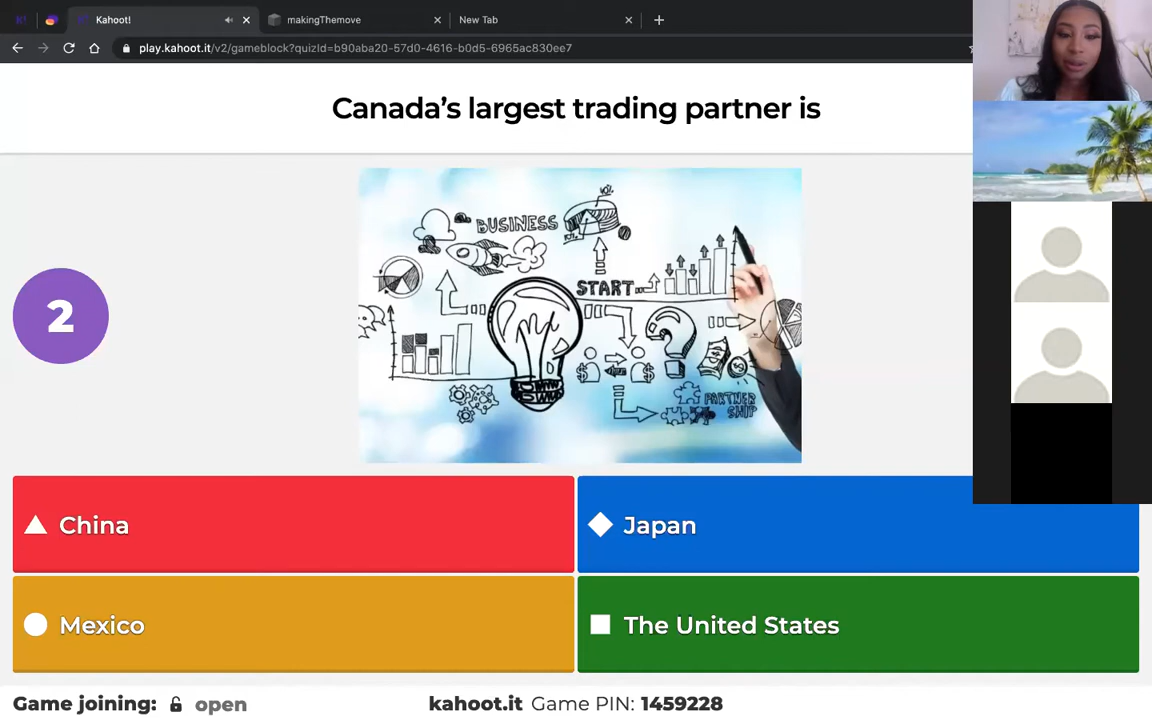 Kahoot!
makingThemove
New Tab
play.kahoot.it/v2/gameblock?quizId=b90aba20-57d0-4616-b0d5-6965ac830ee7
Canada's largest trading partner is
BUSINESS
START
PARTNER
SHIP
2
China
Japan
Mexico
The United States
Game joining: open
kahoot.it Game PIN: 1459228